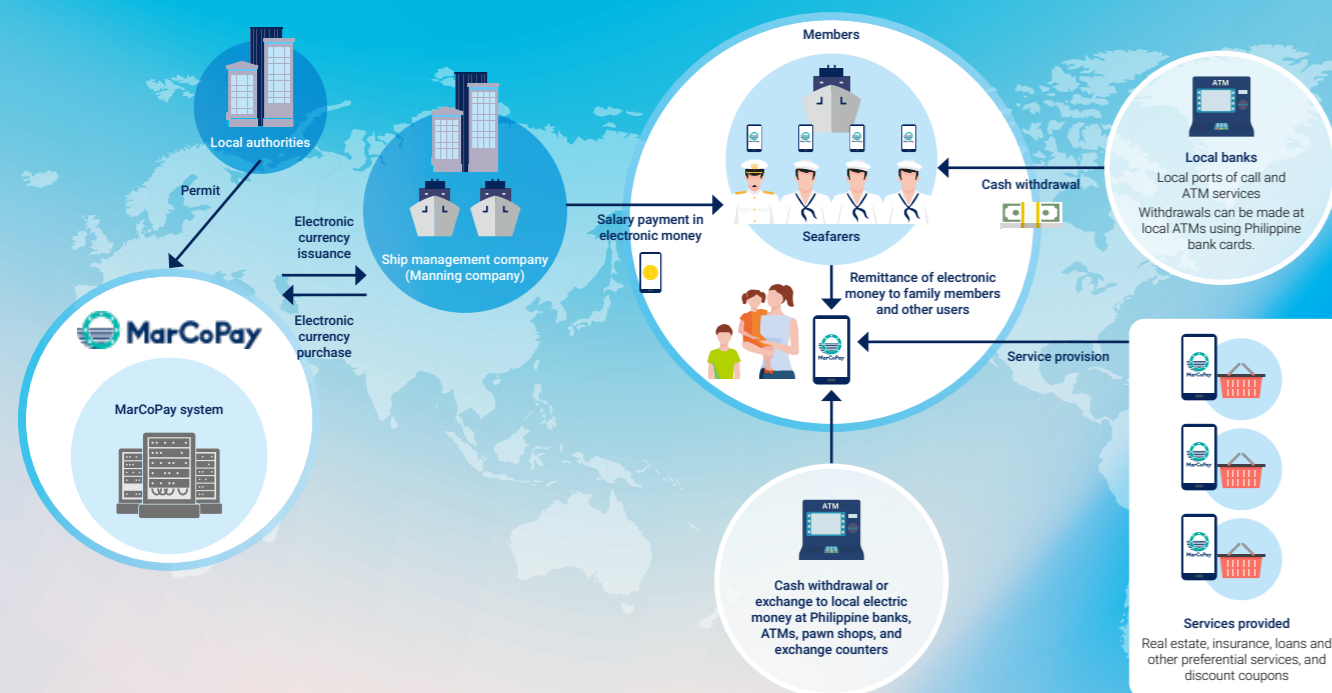 Local authorities
Permit
MarCoPay
MarCoPay system
Electronic
currency
issuance
Electronic
currency
purchase
Ship management company
(Manning company)
Salary payment in
electronic money
Members
Seafarers
Remittance of electronic
money to family members
and other users
MarCoPay
Cash withdrawal
ATM
Local banks
Local ports of call and
ATM services
Withdrawals can be made at
local ATMs using Philippine
bank cards.
Service provision
ATM
Cash withdrawal or
exchange to local electric
money at Philippine banks,
ATMs, pawn shops, and
exchange counters
MarCoPay
MarCoPay
MarCoPay
Services provided
Real estate, insurance, loans and
other preferential services, and
discount coupons